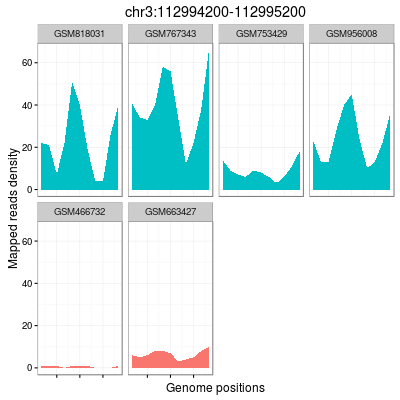 chr3:112994200-112995200
GSM818031 GSM767343 GSM753429 GSM956008
60
40
20
0
GSM466732 GSM663427
60
40
20
0
Mapped reads density
Genome positions